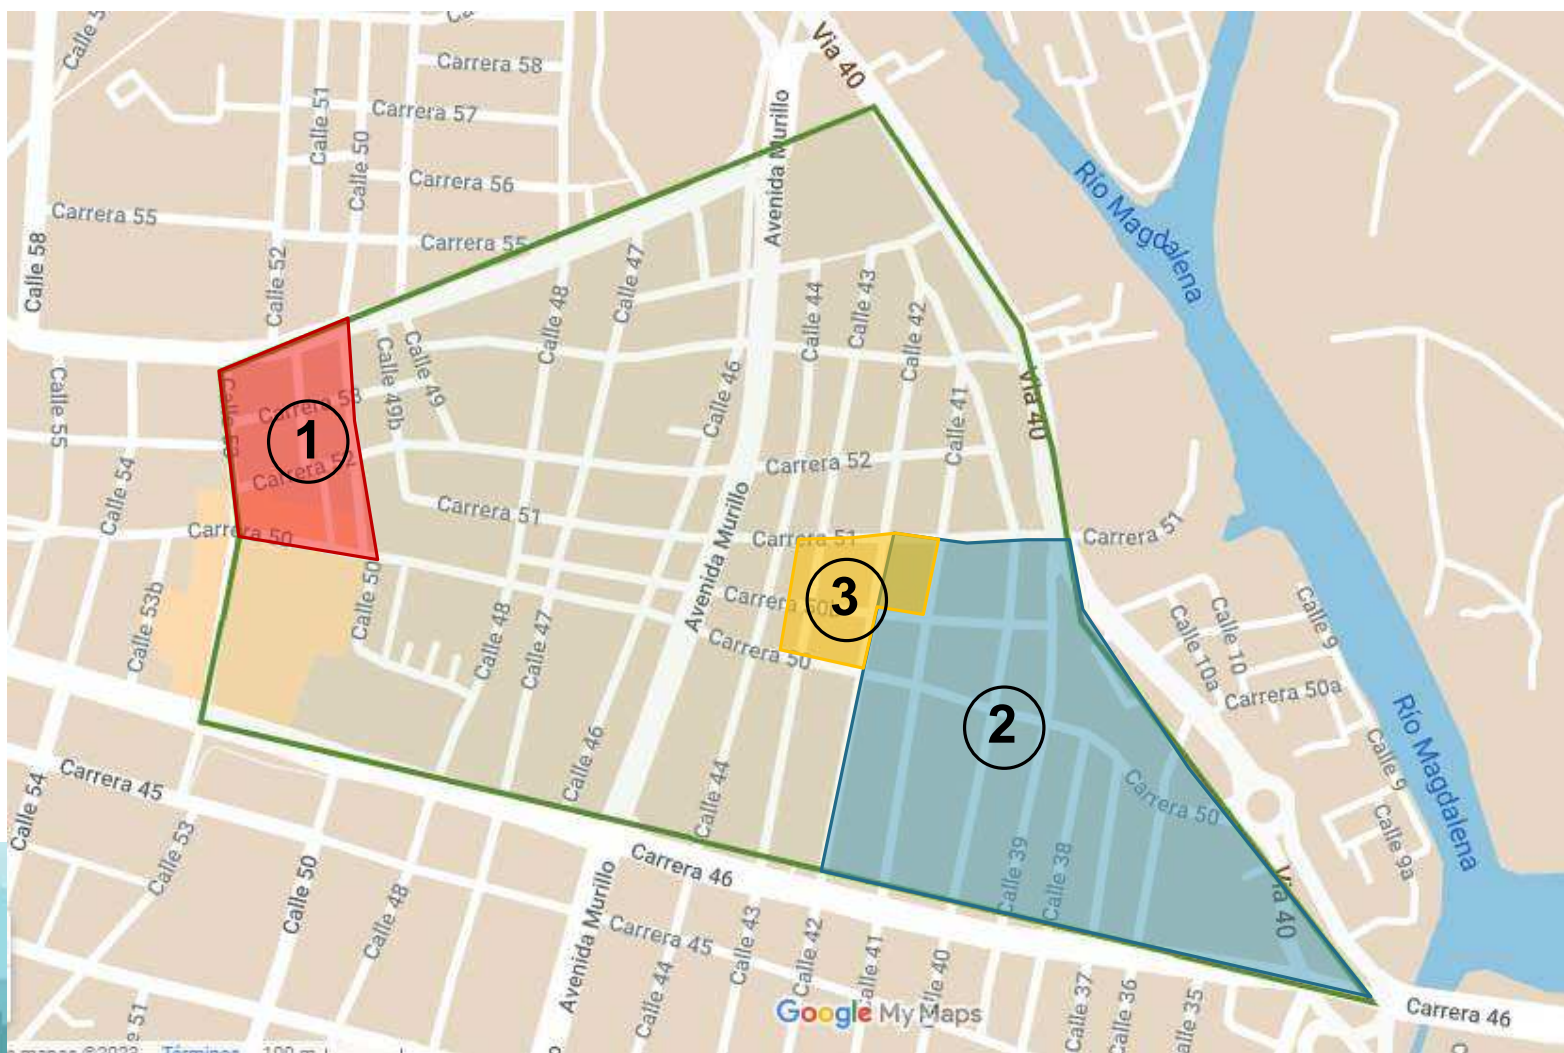 Via 40
Carrera 58
Calle 51
Carrera 57
Calle 50
Avenida Murillo
Carrera 56
Río Magdalena
Carrera 55
Carrera 55
Calle 58
Calle 52
Calle 47
Calle 48
Calle 44
Calle 43
Calle 42
Calle 46
Calle 49b
Calle 49
Calle 55
Calle 53
Carrera 53
1
Carrera 52
Calle 41
Via 40
Carrera 52
Calle 54
Carrera 51
Avenida Murillo
Carrera 50
Carrera 51
Carrera 51
Calle 53b
Calle 50
Calle 48
Calle 47
Carrera 50b
3
Carrera 50
Calle 10a
Calle 10
Calle 9
Carrera 50a
2
Río Magdalena
Calle 9
Calle 46
Calle 44
Carrera 50
Carrera 45
Calle 54
Calle 53
Calle 50
Calle 48
Carrera 46
Calle 39
Calle 38
Via 40
Calle 9a
Avenida Murillo
Carrera 45
Calle 44
Calle 43
Calle 42
Calle 41
Calle 40
Calle 37
Calle 36
Calle 35
Carrera 46
Google My Maps
Términos
100 m